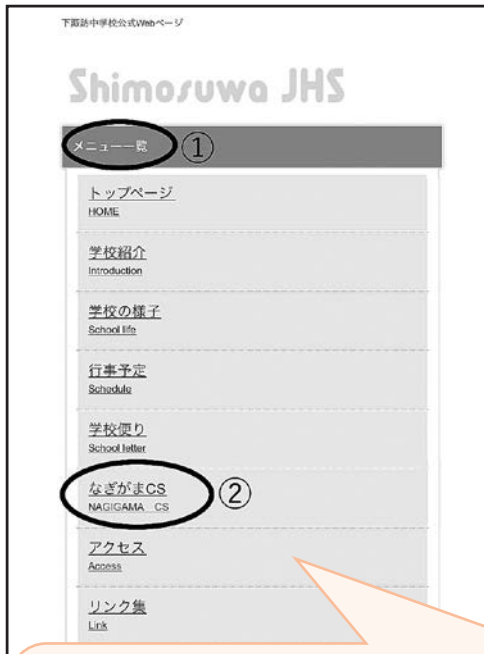 下諏訪中学校公式Webページ
Shimosuwa JHS
メニュー一覧 ①
トップページ
HOME
学校紹介
Introduction
学校の様子
School life
行事予定
Schedule
学校便り
School letter
なぎがまCS ②
NAGIGAMA CS
アクセス
Access
リンク集
Link